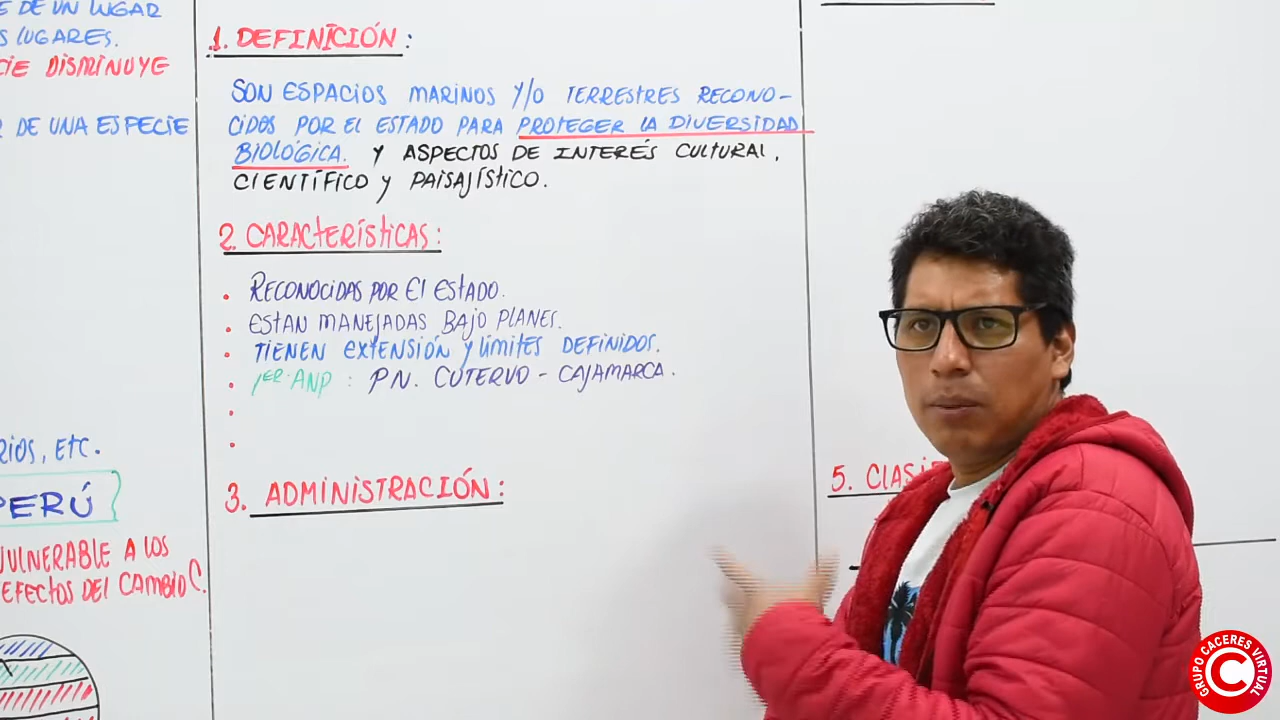 E DE UN LUGAR
S LUGARES.
CIE DISMINUYE
R DE UNA ESPECIE
RIOS, ETC.
PERÚ
VULNERABLE A LOS
EFECTOS DEL CAMBIO C.
1. DEFINICIÓN:
SON ESPACIOS MARINOS Y/O TERRESTRES RECONO-
CIDOS POR EL ESTADO PARA PROTEGER LA DIVERSIDAD
BIOLÓGICA. Y ASPECTOS DE INTERÉS CULTURAL,
CIENTÍFICO Y PAISAJÍSTICO.
2. CARACTERÍSTICAS:
• RECONOCIDAS POR El ESTADO.
• ESTAN MANEJADAS BAJO PLANES.
• TIENEN EXTENSIÓN Y LÍMITES DEFINIDOS.
• 1ER ANP : P.N. CUTERVO - CAJAMARCA.
•
•
3. ADMINISTRACIÓN:
5. CLASI
GRUPO CACERES VIRTUAL
C